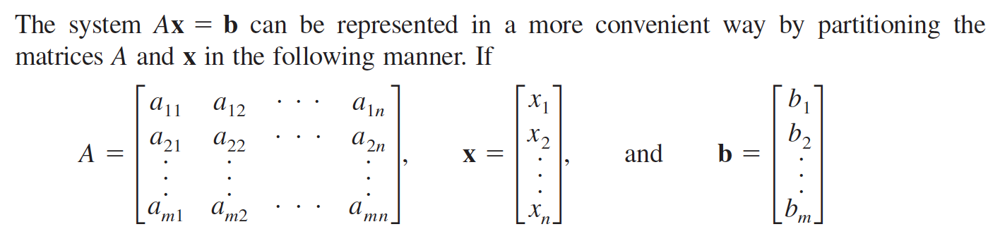 The system Ax = b can be represented in a more convenient way by partitioning the
matrices A and x in the following manner. If
A = [a11 a12 · · · a1n
a21 a22 · · · a2n
⋮ ⋮ ⋮
am1 am2 · · · amn], x = [x1
x2
⋮
xn], and b = [b1
b2
⋮
bm]